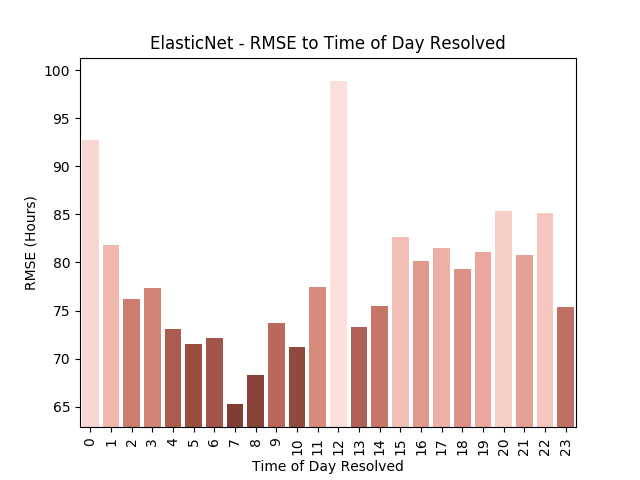 ElasticNet - RMSE to Time of Day Resolved
100
95
90
85
80
75
70
65
RMSE (Hours)
0 1 2 3 4 5 6 7 8 9 10 11 12 13 14 15 16 17 18 19 20 21 22 23
Time of Day Resolved